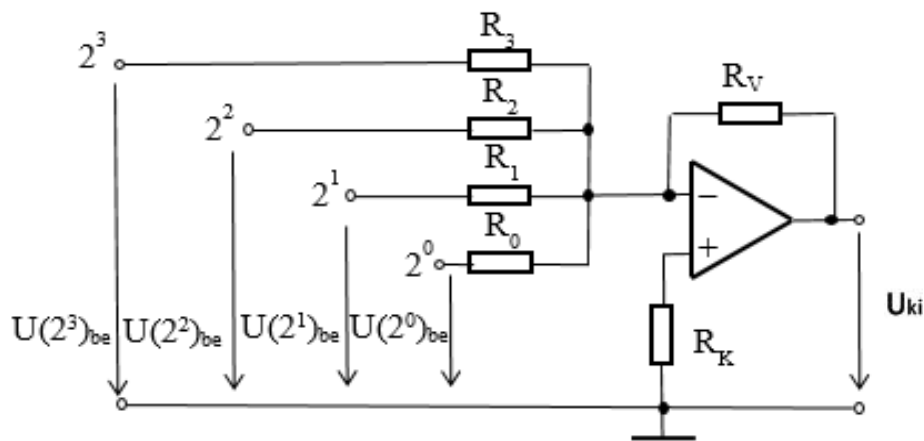 2³
R₃
2²
R₂
R_V
2¹
R₁
−
2⁰
R₀
+
U(2³)be
U(2²)be
U(2¹)be
U(2⁰)be
R_K
Uki